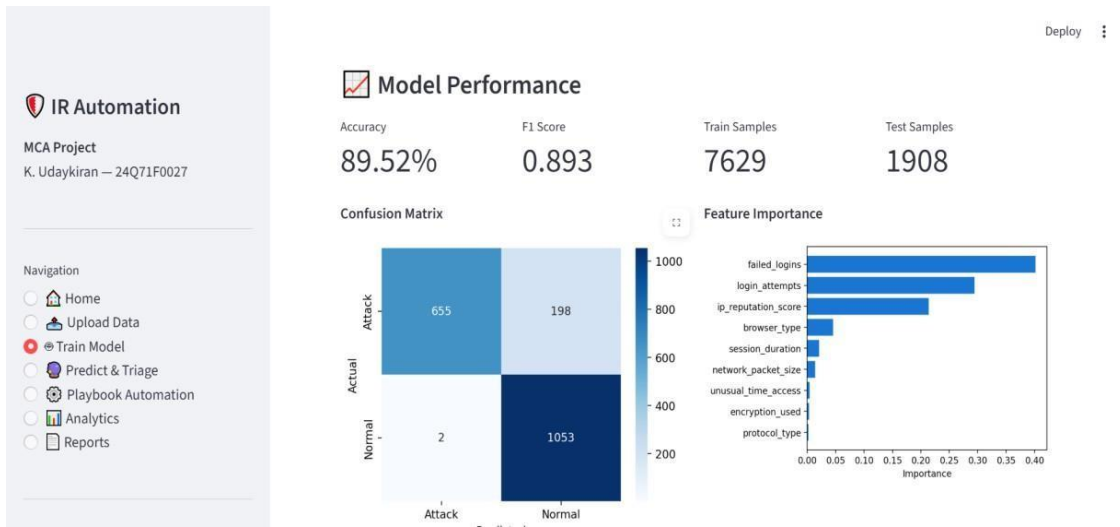 Deploy
IR Automation
MCA Project
K. Udaykiran — 24Q71F0027
Navigation
Home
Upload Data
Train Model
Predict & Triage
Playbook Automation
Analytics
Reports
Model Performance
Accuracy
89.52%
F1 Score
0.893
Train Samples
7629
Test Samples
1908
Confusion Matrix
Actual
Attack
Normal
655
198
2
1053
Attack
Normal
1000
800
600
400
200
Feature Importance
failed_logins
login_attempts
ip_reputation_score
browser_type
session_duration
network_packet_size
unusual_time_access
encryption_used
protocol_type
0.00 0.05 0.10 0.15 0.20 0.25 0.30 0.35 0.40
Importance